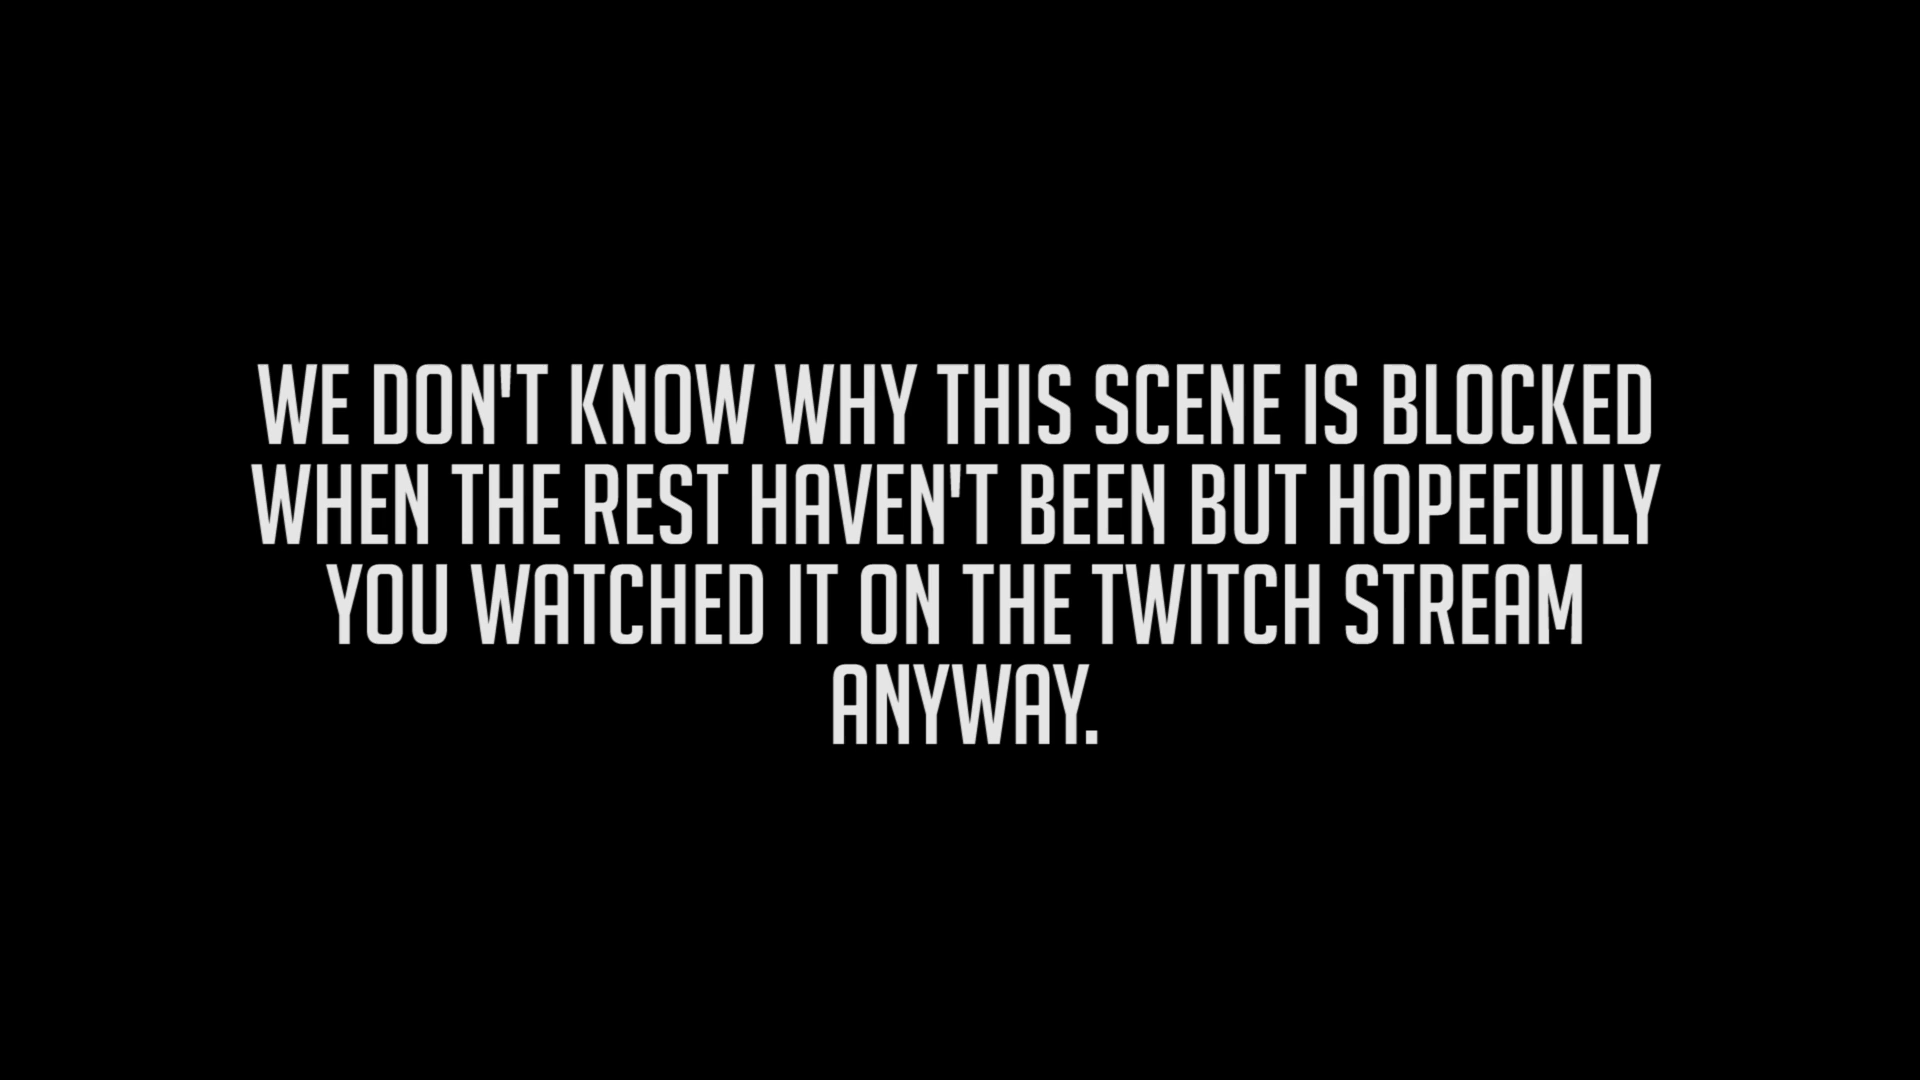 WE DON'T KNOW WHY THIS SCENE IS BLOCKED
WHEN THE REST HAVEN'T BEEN BUT HOPEFULLY
YOU WATCHED IT ON THE TWITCH STREAM
ANYWAY.